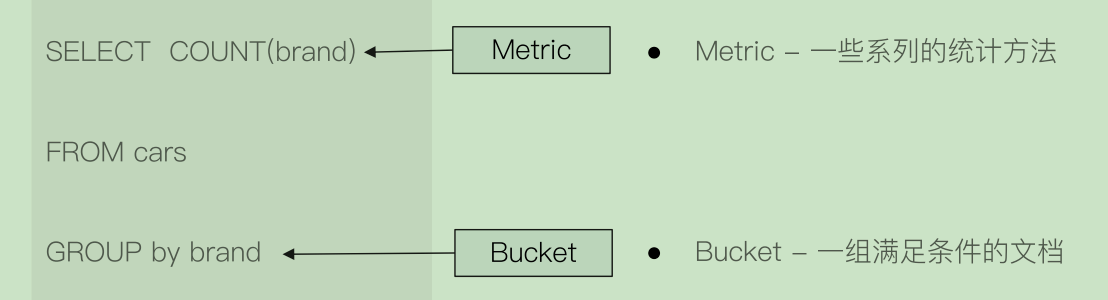 SELECT  COUNT(brand) Metric • Metric – 一些系列的统计方法
FROM cars
GROUP by brand Bucket • Bucket – 一组满足条件的文档